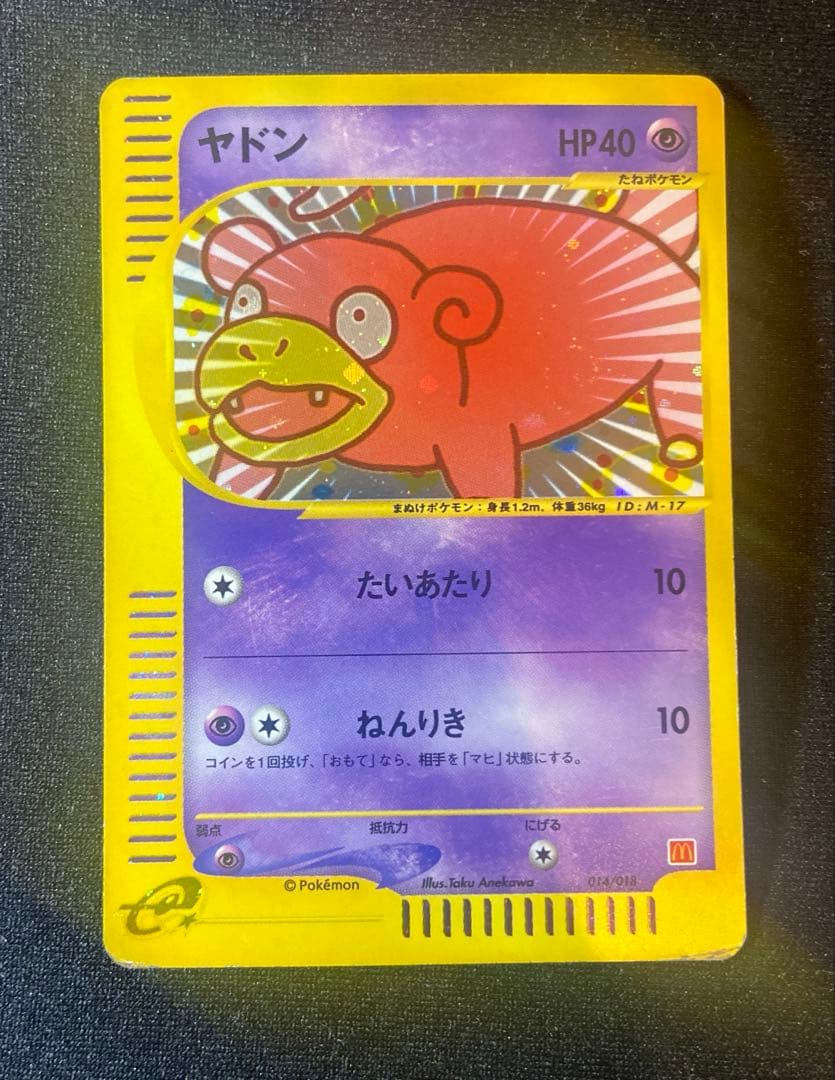 ヤドン HP40
たねポケモン
まぬけポケモン：身長1.2m、体重36kg ID:M-17
たいあたり 10
ねんりき 10
コインを1回投げ、「おもて」なら、相手を「マヒ」状態にする。
弱点 抵抗力 にげる
©Pokémon Illus.Taku Anekawa 014/018